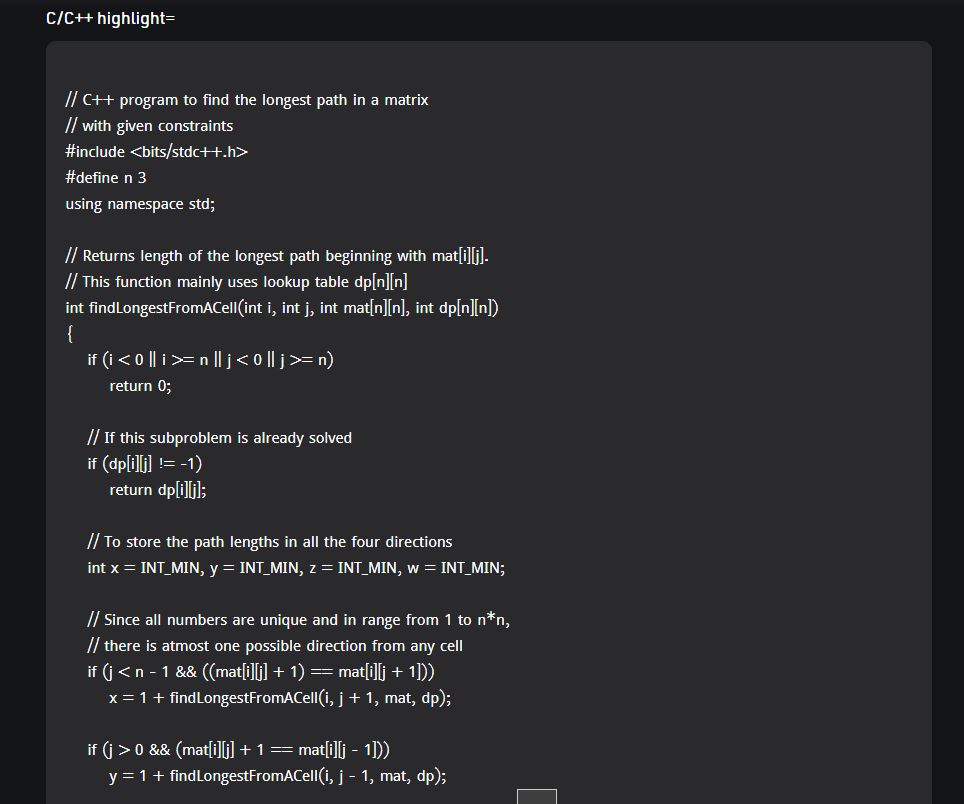 C/C++ highlight=
// C++ program to find the longest path in a matrix
// with given constraints
#include <bits/stdc++.h>
#define n 3
using namespace std;
// Returns length of the longest path beginning with mat[i][j].
// This function mainly uses lookup table dp[n][n]
int findLongestFromACell(int i, int j, int mat[n][n], int dp[n][n])
{
if (i < 0 || i >= n || j < 0 || j >= n)
return 0;
// If this subproblem is already solved
if (dp[i][j] != -1)
return dp[i][j];
// To store the path lengths in all the four directions
int x = INT_MIN, y = INT_MIN, z = INT_MIN, w = INT_MIN;
// Since all numbers are unique and in range from 1 to n*n,
// there is atmost one possible direction from any cell
if (j < n - 1 && ((mat[i][j] + 1) == mat[i][j + 1]))
x = 1 + findLongestFromACell(i, j + 1, mat, dp);
if (j > 0 && (mat[i][j] + 1 == mat[i][j - 1]))
y = 1 + findLongestFromACell(i, j - 1, mat, dp);